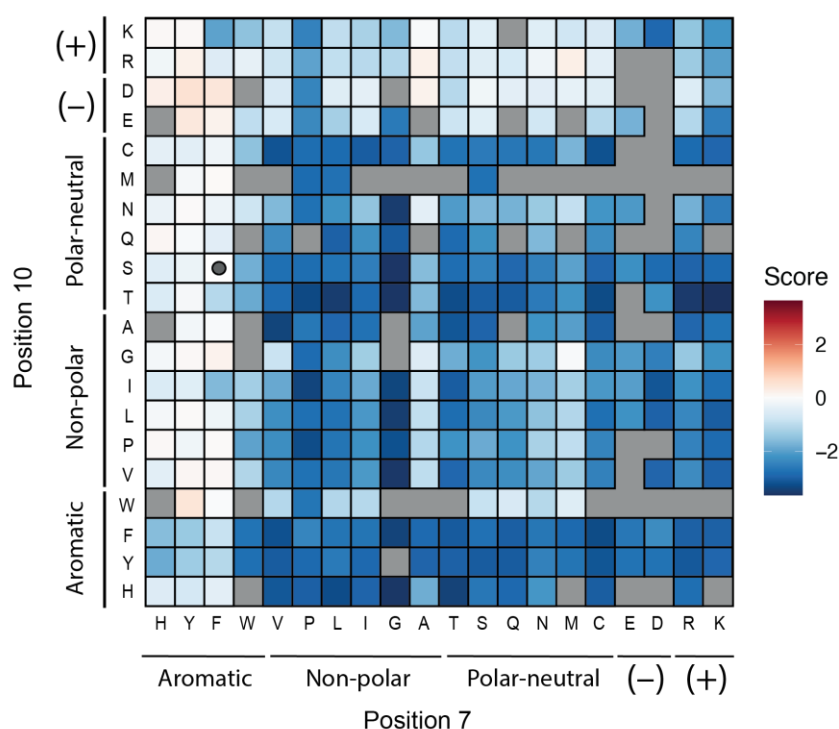 (+)
K
R
(−)
D
E
Polar-neutral
C
M
N
Q
S
T
Position 10
Non-polar
A
G
I
L
P
V
Aromatic
W
F
Y
H
H Y F W V P L I G A T S Q N M C E D R K
Aromatic Non-polar Polar-neutral (−) (+)
Position 7
Score
2
0
−2